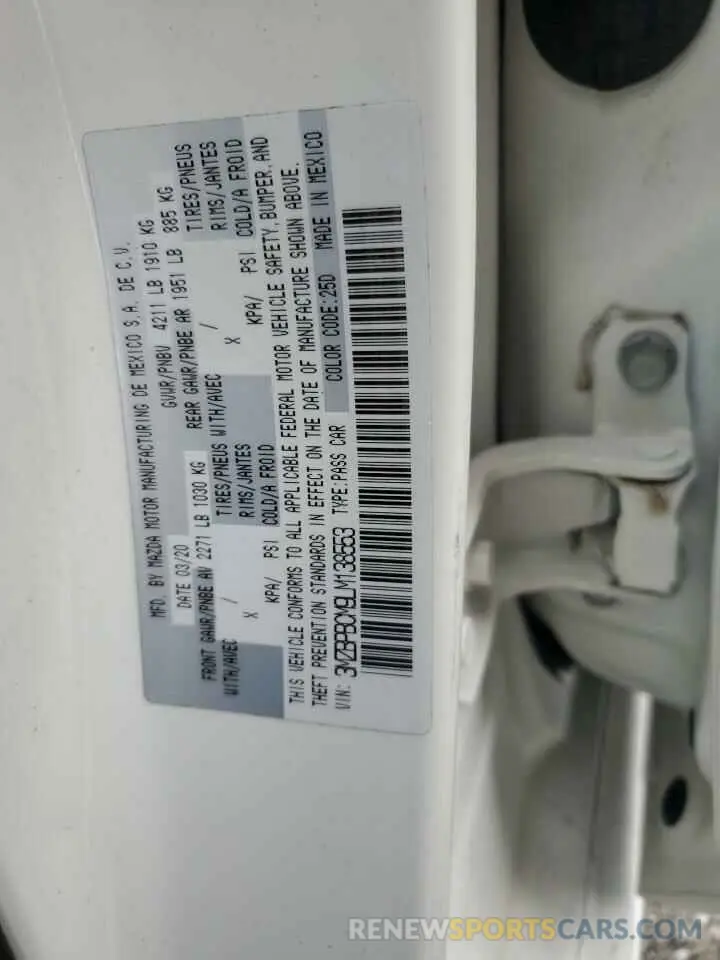 MFD. BY MAZDA MOTOR MANUFACTURING DE MEXICO S.A. DE C.V.
DATE 03/20 GVWR/PNBV 4211 LB 1910 KG
FRONT GAWR/PNBE AV 2271 LB 1030 KG REAR GAWR/PNBE AR 1951 LB 885 KG
WITH/AVEC / TIRES/PNEUS WITH/AVEC / TIRES/PNEUS
X RIMS/JANTES X RIMS/JANTES
KPA/ PSI COLD/A FROID KPA/ PSI COLD/A FROID
THIS VEHICLE CONFORMS TO ALL APPLICABLE FEDERAL MOTOR VEHICLE SAFETY, BUMPER, AND
THEFT PREVENTION STANDARDS IN EFFECT ON THE DATE OF MANUFACTURE SHOWN ABOVE.
VIN: 3MZBPBCM9LM138553 TYPE:PASS CAR COLOR CODE:25D MADE IN MEXICO
RENEWSPORTSCARS.COM